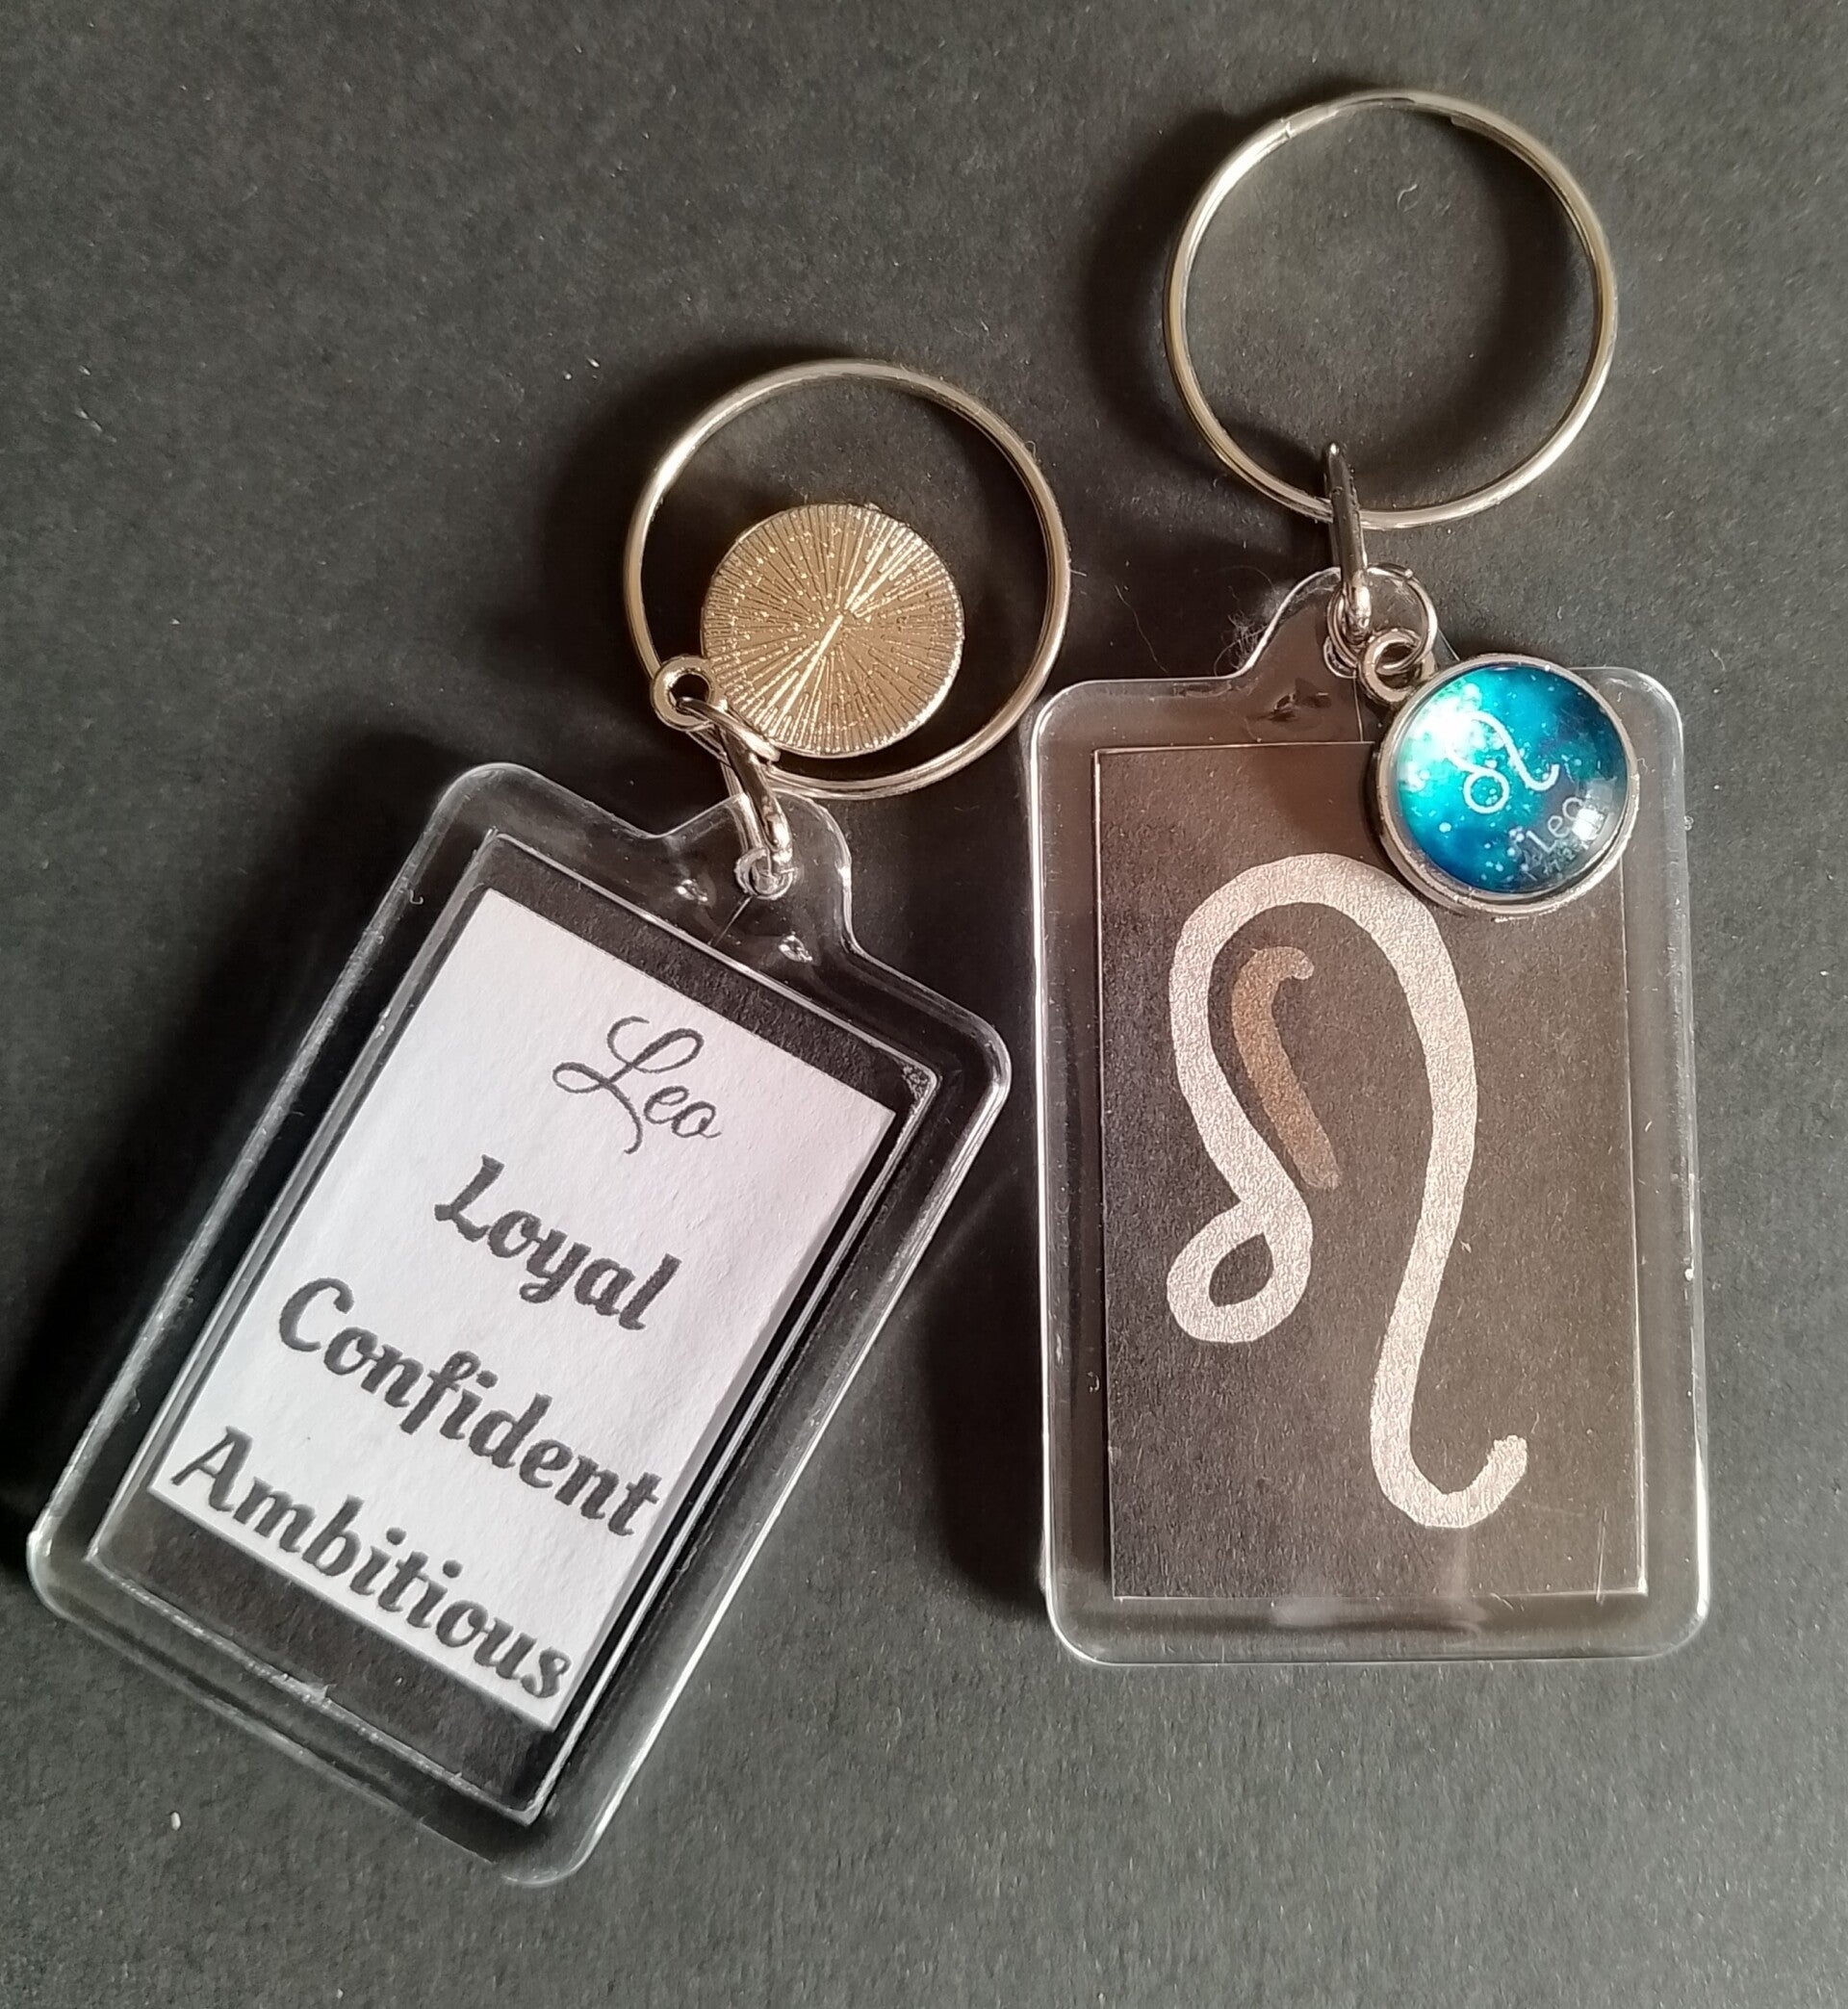 Leo
Loyal
Confident
Ambitious
Leo